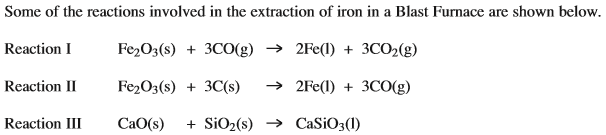 Some of the reactions involved in the extraction of iron in a Blast Furnace are shown below.
Reaction I Fe₂O₃(s) + 3CO(g) → 2Fe(l) + 3CO₂(g)
Reaction II Fe₂O₃(s) + 3C(s) → 2Fe(l) + 3CO(g)
Reaction III CaO(s) + SiO₂(s) → CaSiO₃(l)